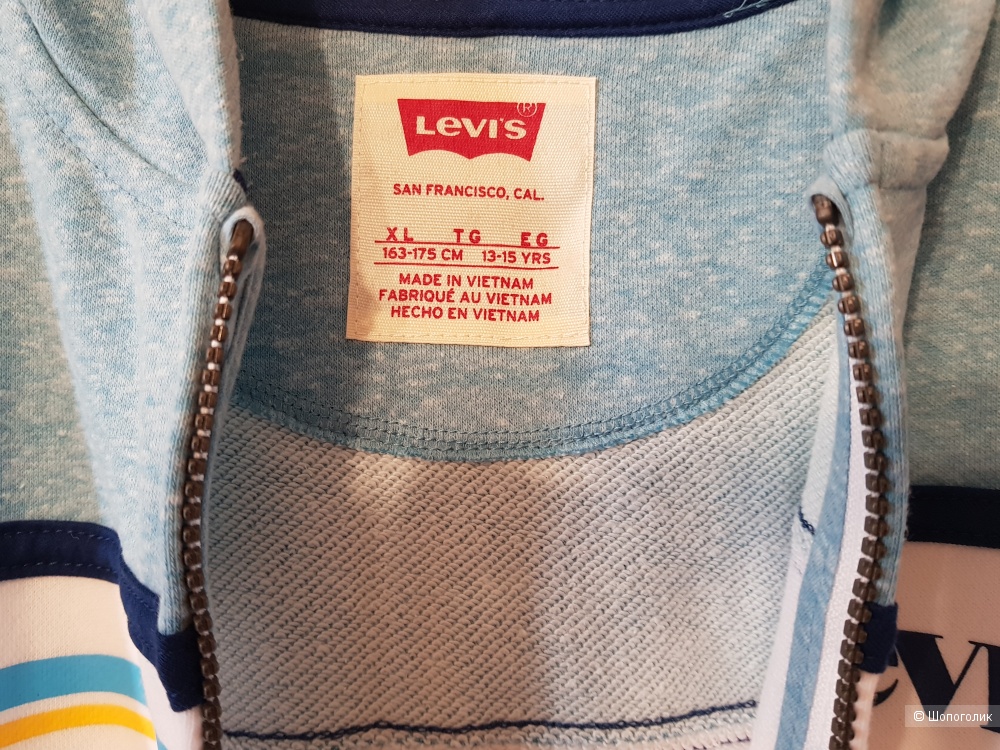 LEVI'S®
SAN FRANCISCO, CAL.
XL TG EG
163-175 CM 13-15 YRS
MADE IN VIETNAM
FABRIQUÉ AU VIETNAM
HECHO EN VIETNAM
© Шопоголик